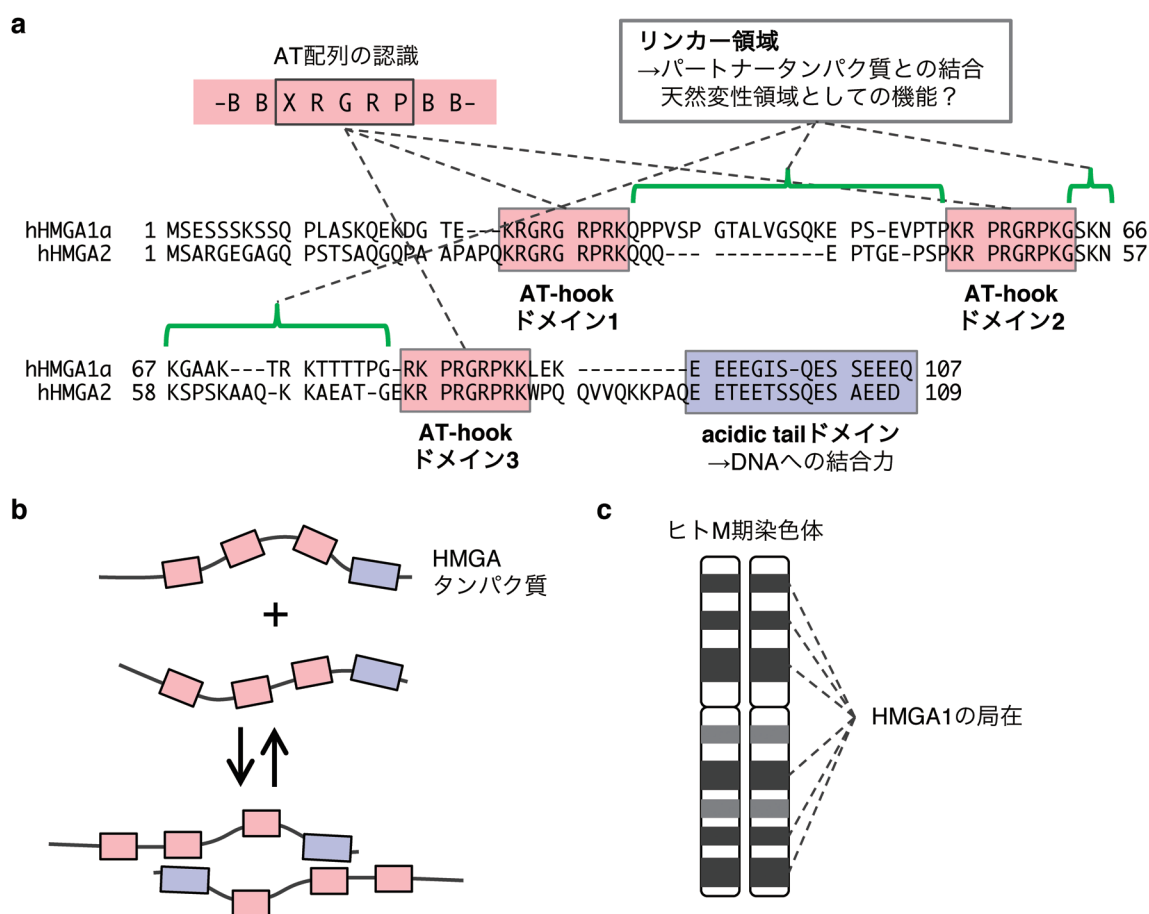 a
AT配列の認識
-B B X R G R P B B-
リンカー領域
→パートナータンパク質との結合
天然変性領域としての機能？
hHMGA1a 1 MSESSSKSSQ PLASKQEKDG TE---KRGRG RPRKQPPVSP GTALVGSQKE PS-EVPTPKR PRGRPKGSKN 66
hHMGA2 1 MSARGEGAGQ PSTSAQGQPA APAPQKRGRG RPRKQQQ--- ---------E PTGE-PSPKR PRGRPKGSKN 57
AT-hook
ドメイン1
AT-hook
ドメイン2
hHMGA1a 67 KGAAK---TR KTTTTPG-RK PRGRPKKLEK ---------E EEEGIS-QES SEEEQ 107
hHMGA2 58 KSPSKAAQ-K KAEAT-GEKR PRGRPRKWPQ QVVQKKPAQE ETEETSSQES AEED 109
AT-hook
ドメイン3
acidic tailドメイン
→DNAへの結合力
b
HMGA
タンパク質
+
c
ヒトM期染色体
HMGA1の局在